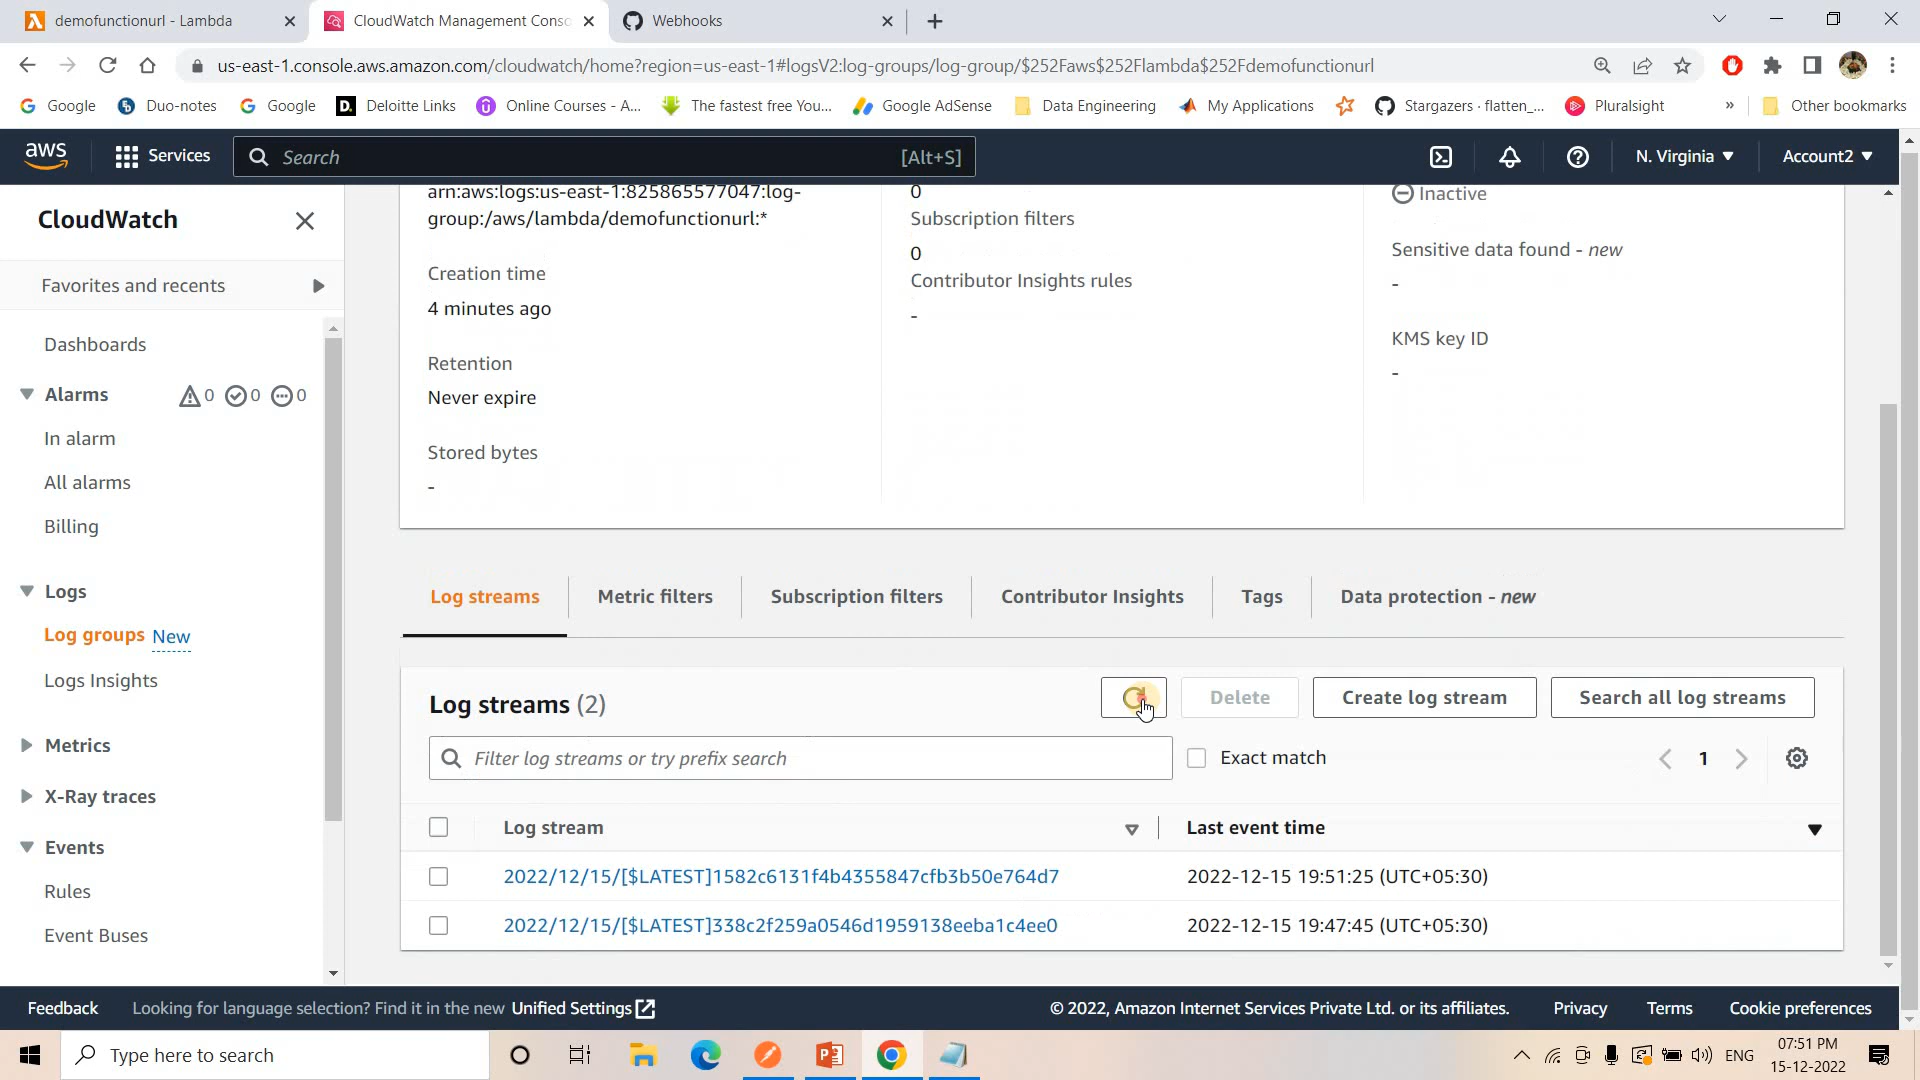 demofunctionurl - Lambda
CloudWatch Management Conso
Webhooks
us-east-1.console.aws.amazon.com/cloudwatch/home?region=us-east-1#logsV2:log-groups/log-group/$252Faws$252Flambda$252Fdemofunctionurl
Google
Duo-notes
Google
Deloitte Links
Online Courses - A...
The fastest free You...
Google AdSense
Data Engineering
My Applications
Stargazers · flatten_...
Pluralsight
»
Other bookmarks
aws
Services
Search
[Alt+S]
N. Virginia
Account2
CloudWatch
Favorites and recents
Dashboards
Alarms
0
0
0
In alarm
All alarms
Billing
Logs
Log groups New
Logs Insights
Metrics
X-Ray traces
Events
Rules
Event Buses
arn:aws:logs:us-east-1:825865577047:log-
group:/aws/lambda/demofunctionurl:*
Creation time
4 minutes ago
Retention
Never expire
Stored bytes
-
0
Subscription filters
0
Contributor Insights rules
-
Inactive
Sensitive data found - new
-
KMS key ID
-
Log streams
Metric filters
Subscription filters
Contributor Insights
Tags
Data protection - new
Log streams (2)
Delete
Create log stream
Search all log streams
Filter log streams or try prefix search
Exact match
1
Log stream
Last event time
2022/12/15/[$LATEST]1582c6131f4b4355847cfb3b50e764d7
2022-12-15 19:51:25 (UTC+05:30)
2022/12/15/[$LATEST]338c2f259a0546d1959138eeba1c4ee0
2022-12-15 19:47:45 (UTC+05:30)
Feedback
Looking for language selection? Find it in the new Unified Settings
© 2022, Amazon Internet Services Private Ltd. or its affiliates.
Privacy
Terms
Cookie preferences
Type here to search
ENG
07:51 PM
15-12-2022